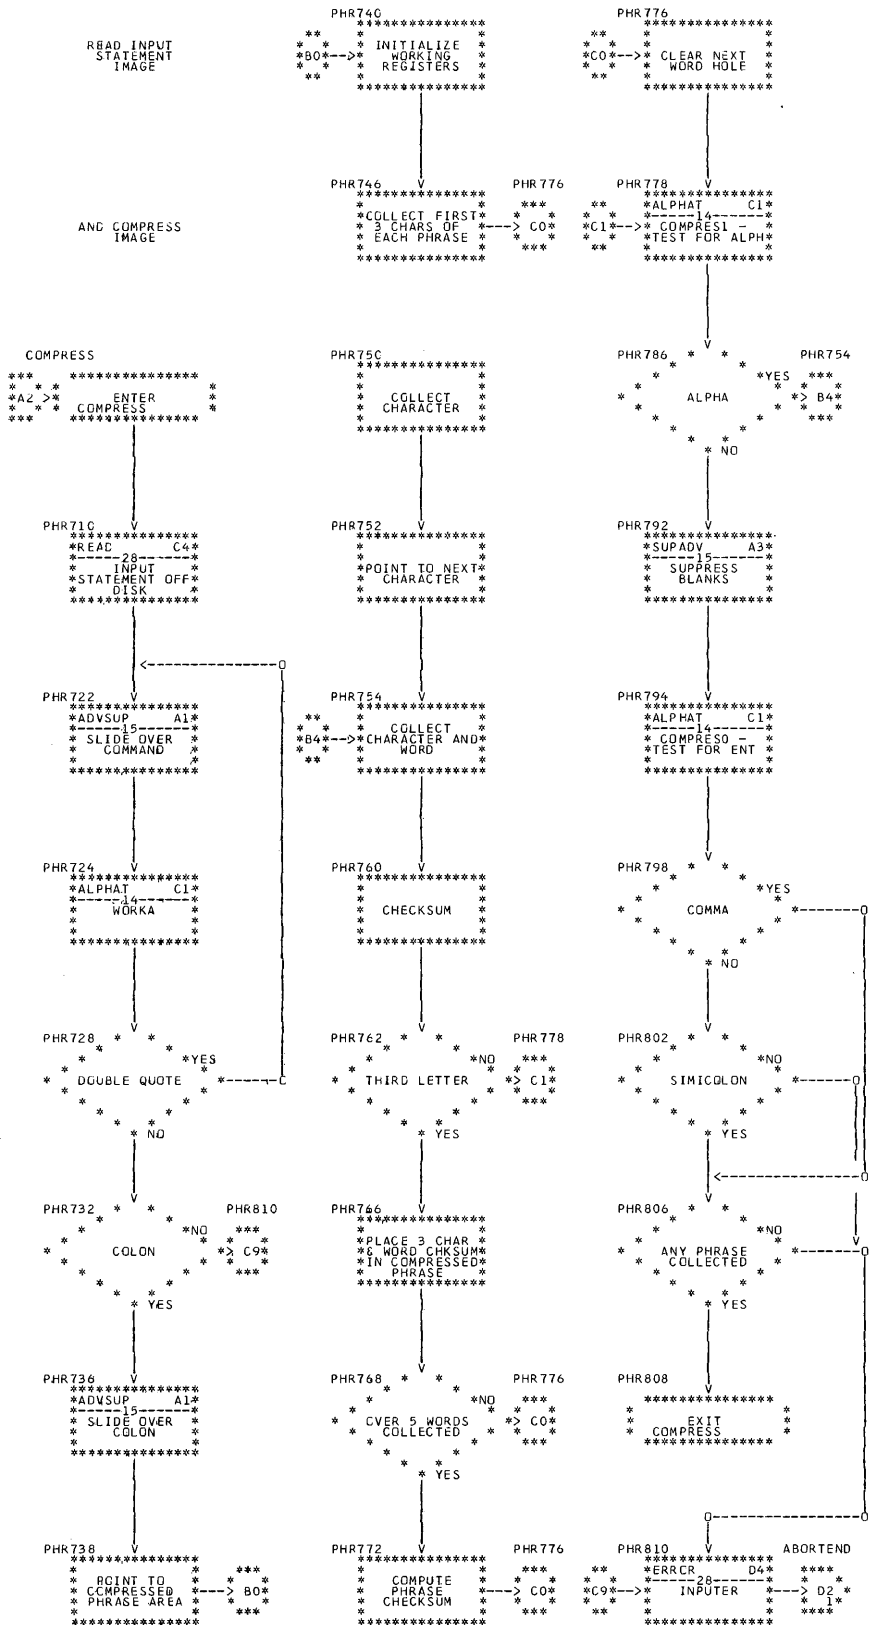 READ INPUT
STATEMENT
IMAGE
AND COMPRESS
IMAGE
COMPRESS
A2
ENTER
COMPRESS
PHR710
READ C4
28
INPUT
STATEMENT OFF
DISK
PHR722
ADVSUP A1
15
SLIDE OVER
COMMAND
PHR724
ALPHAT C1
14
WORKA
PHR728
YES
DOUBLE QUOTE
NO
PHR732
NO
COLON
YES
PHR810
C9
PHR736
ADVSUP A1
15
SLIDE OVER
COLON
PHR738
POINT TO
COMPRESSED
PHRASE AREA
B0
PHR740
B0
INITIALIZE
WORKING
REGISTERS
PHR746
COLLECT FIRST
3 CHARS OF
EACH PHRASE
PHR776
C0
PHR750
COLLECT
CHARACTER
PHR752
POINT TO NEXT
CHARACTER
PHR754
B4
COLLECT
CHARACTER AND
WORD
PHR760
CHECKSUM
PHR762
NO
THIRD LETTER
YES
PHR778
C1
PHR766
PLACE 3 CHAR
& WORD CHKSUM
IN COMPRESSED
PHRASE
PHR768
NO
OVER 5 WORDS
COLLECTED
YES
PHR776
C0
PHR772
COMPUTE
PHRASE
CHECKSUM
PHR776
C0
PHR776
C0
CLEAR NEXT
WORD HOLE
PHR778
C1
ALPHAT C1
14
COMPRES1 -
TEST FOR ALPH
PHR786
YES
ALPHA
NO
PHR754
B4
PHR792
SUPADV A3
15
SUPPRESS
BLANKS
PHR794
ALPHAT C1
14
COMPRES0 -
TEST FOR ENT
PHR798
YES
COMMA
NO
PHR802
NO
SIMICOLON
YES
PHR806
NO
ANY PHRASE
COLLECTED
YES
PHR808
EXIT
COMPRESS
PHR810
C9
ERROR D4
28
INPUTER
ABORTEND
D2
1